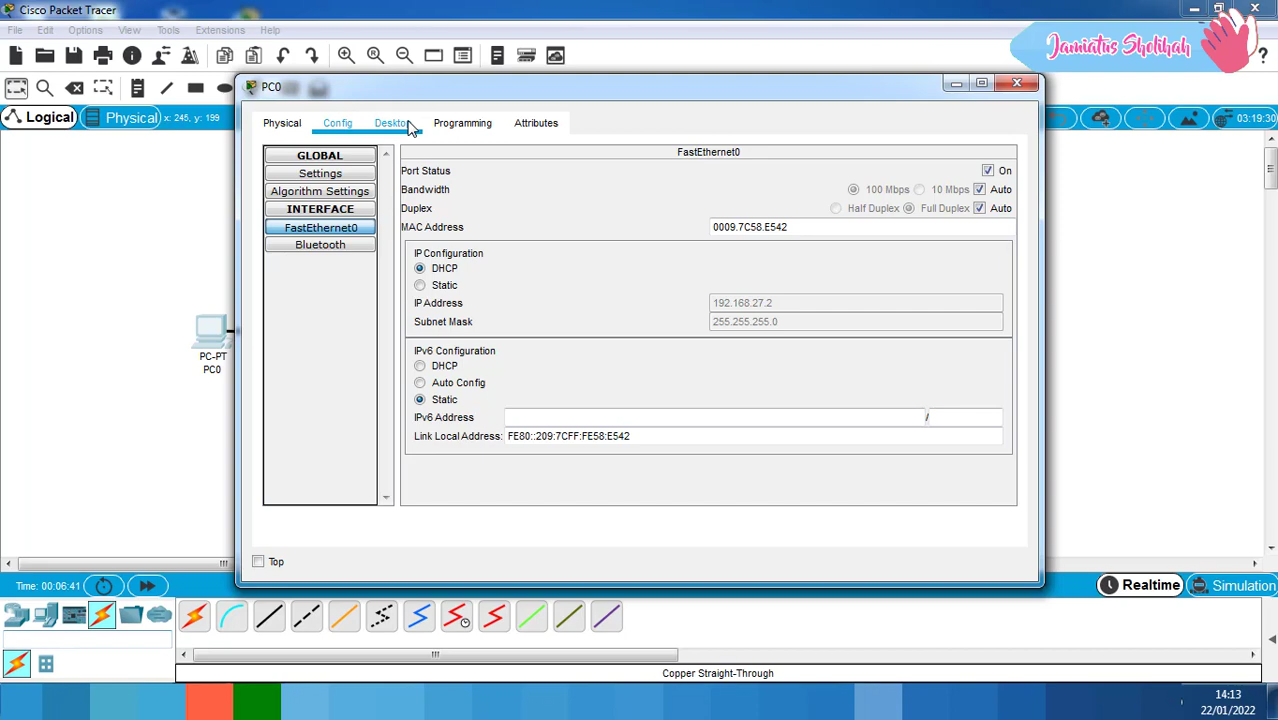 Cisco Packet Tracer
File Edit Options View Tools Extensions Help
Jamiatus Sholihah
?
Logical
Physical
x: 245, y: 199
03:19:30
PC0
Physical
Config
Desktop
Programming
Attributes
GLOBAL
Settings
Algorithm Settings
INTERFACE
FastEthernet0
Bluetooth
FastEthernet0
Port Status
On
Bandwidth
100 Mbps
10 Mbps
Auto
Duplex
Half Duplex
Full Duplex
Auto
MAC Address
0009.7C58.E542
IP Configuration
DHCP
Static
IP Address
192.168.27.2
Subnet Mask
255.255.255.0
IPv6 Configuration
DHCP
Auto Config
Static
IPv6 Address
/
Link Local Address:
FE80::209:7CFF:FE58:E542
PC-PT
PC0
Top
Time: 00:06:41
Realtime
Simulation
Copper Straight-Through
14:13
22/01/2022